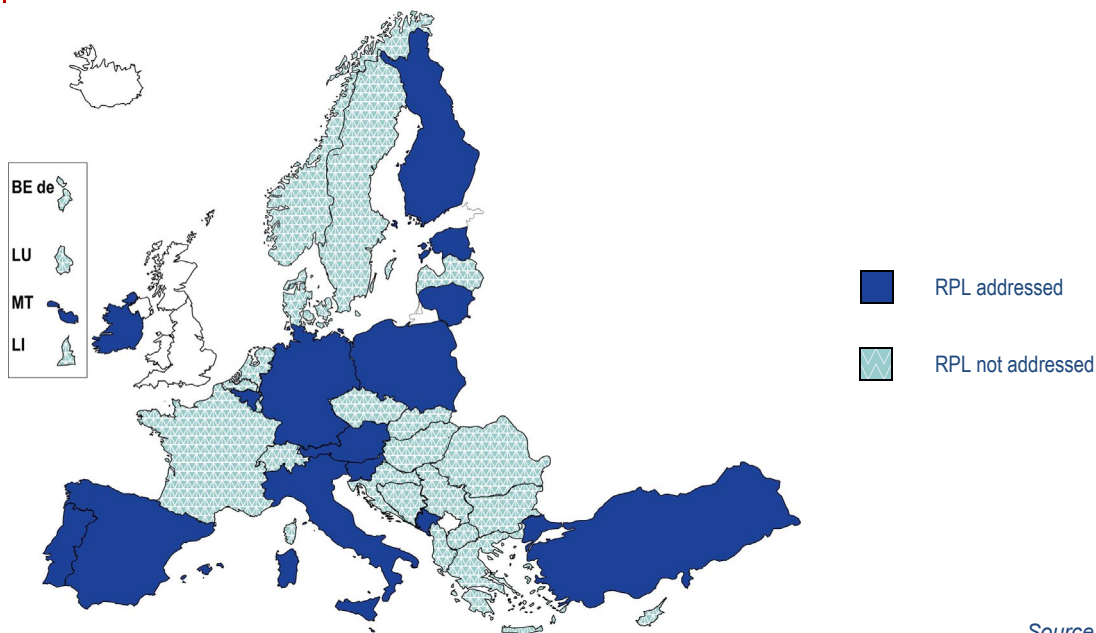 BE de
LU
MT
LI
RPL addressed
RPL not addressed
Source